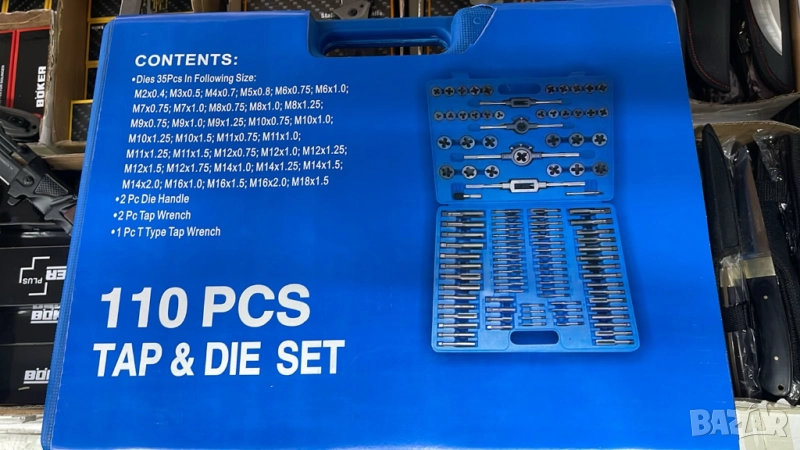 CONTENTS:
•Dies 35Pcs In Following Size:
M2x0.4; M3x0.5; M4x0.7; M5x0.8; M6x0.75; M6x1.0;
M7x0.75; M7x1.0; M8x0.75; M8x1.0; M8x1.25;
M9x0.75; M9x1.0; M9x1.25; M10x0.75; M10x1.0;
M10x1.25; M10x1.5; M11x0.75; M11x1.0;
M11x1.25; M11x1.5; M12x0.75; M12x1.0; M12x1.25;
M12x1.5; M12x1.75; M14x1.0; M14x1.25; M14x1.5;
M14x2.0; M16x1.0; M16x1.5; M16x2.0; M18x1.5
•2 Pc Die Handle
•2 Pc Tap Wrench
•1 Pc T Type Tap Wrench
110 PCS
TAP & DIE SET
BÖKER
PLUS
BÖKER
BÖKER
BAZAR